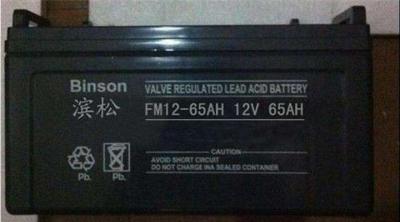 Binson
滨松
VALVE REGULATED LEAD ACID BATTERY
FM12-65AH 12V 65AH
CAUTION
AVOID SHORT CIRCUIT
DO NOT CHARGE INA SEALED CONTAINER
Pb.
Pb.